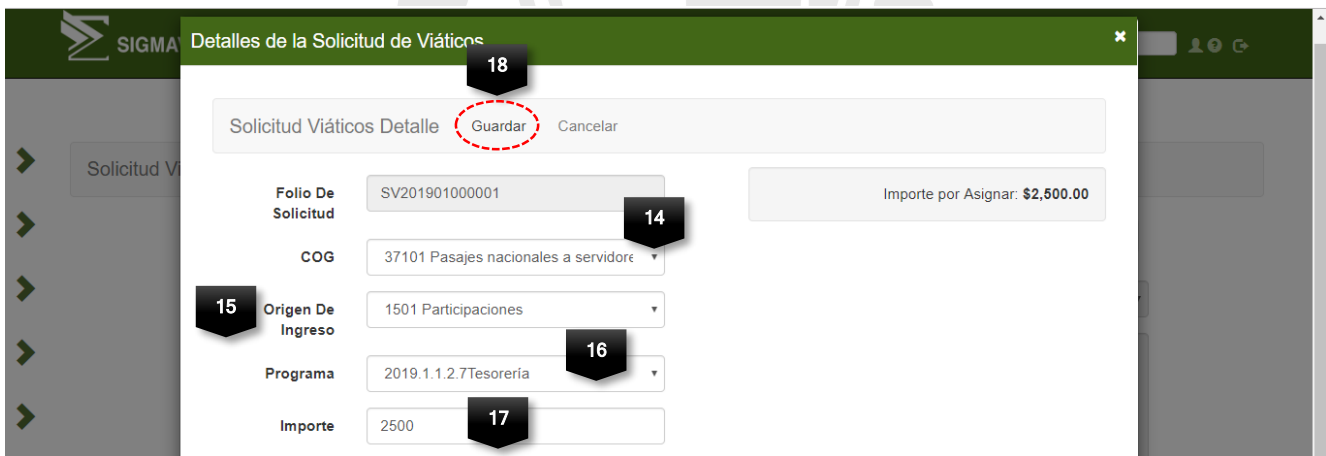 SIGMAV
Detalles de la Solicitud de Viáticos
18
Solicitud Viáticos Detalle Guardar Cancelar
Solicitud Vi
Folio De Solicitud SV201901000001
Importe por Asignar: $2,500.00
14
COG 37101 Pasajes nacionales a servidore
15
Origen De Ingreso 1501 Participaciones
16
Programa 2019.1.1.2.7Tesorería
17
Importe 2500